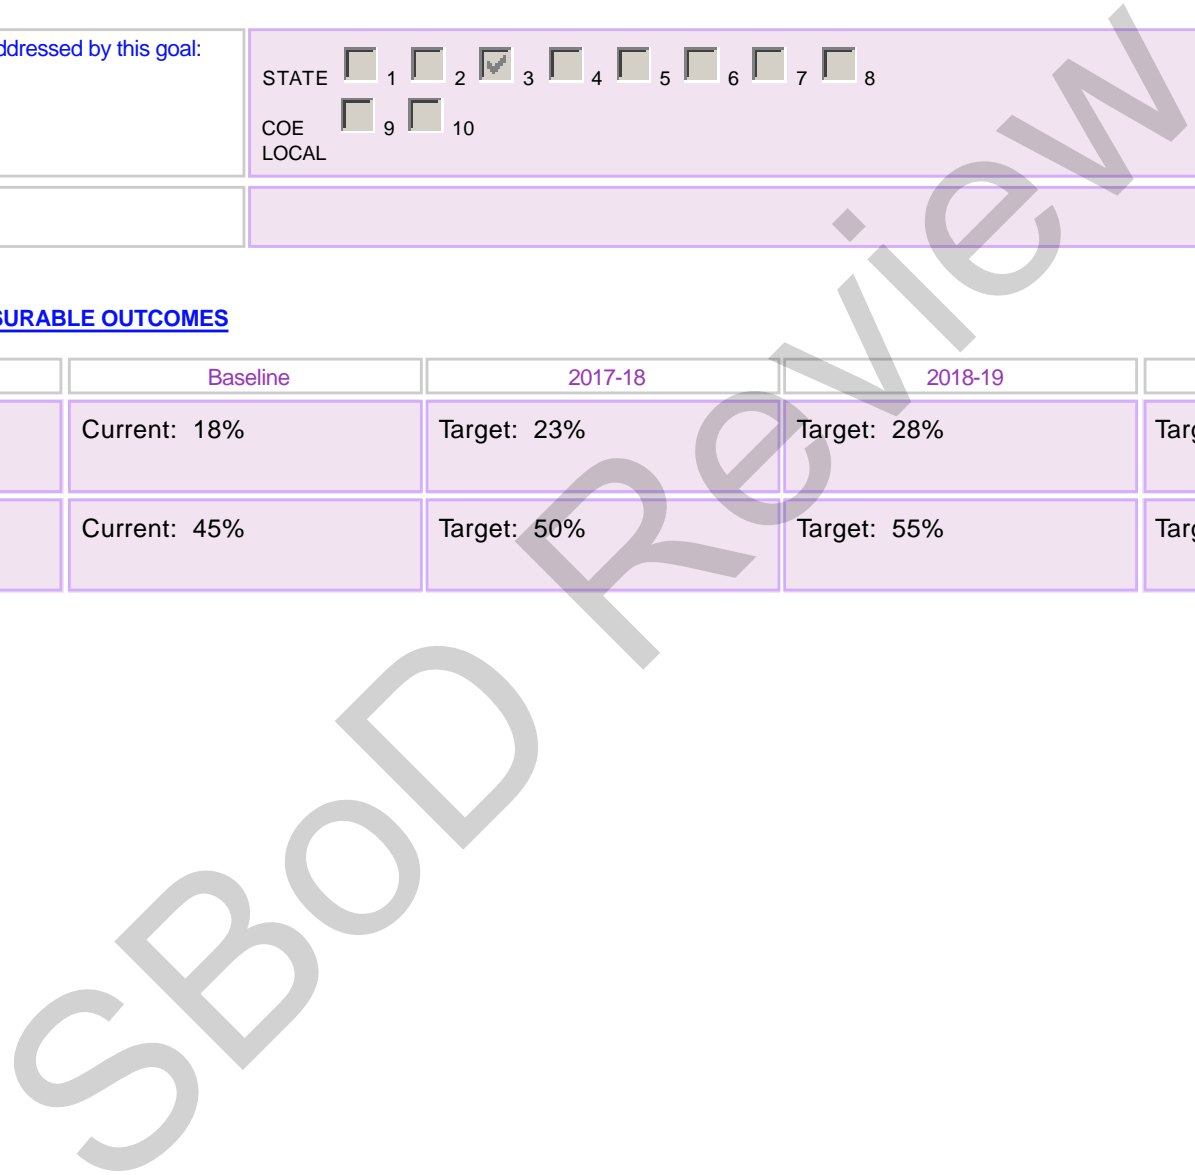 ddressed by this goal:
STATE 1 2 3 4 5 6 7 8
COE 9 10
LOCAL
SURABLE OUTCOMES
Baseline 2017-18 2018-19
Current: 18% Target: 23% Target: 28% Targ
Current: 45% Target: 50% Target: 55% Targ
SBoD Review